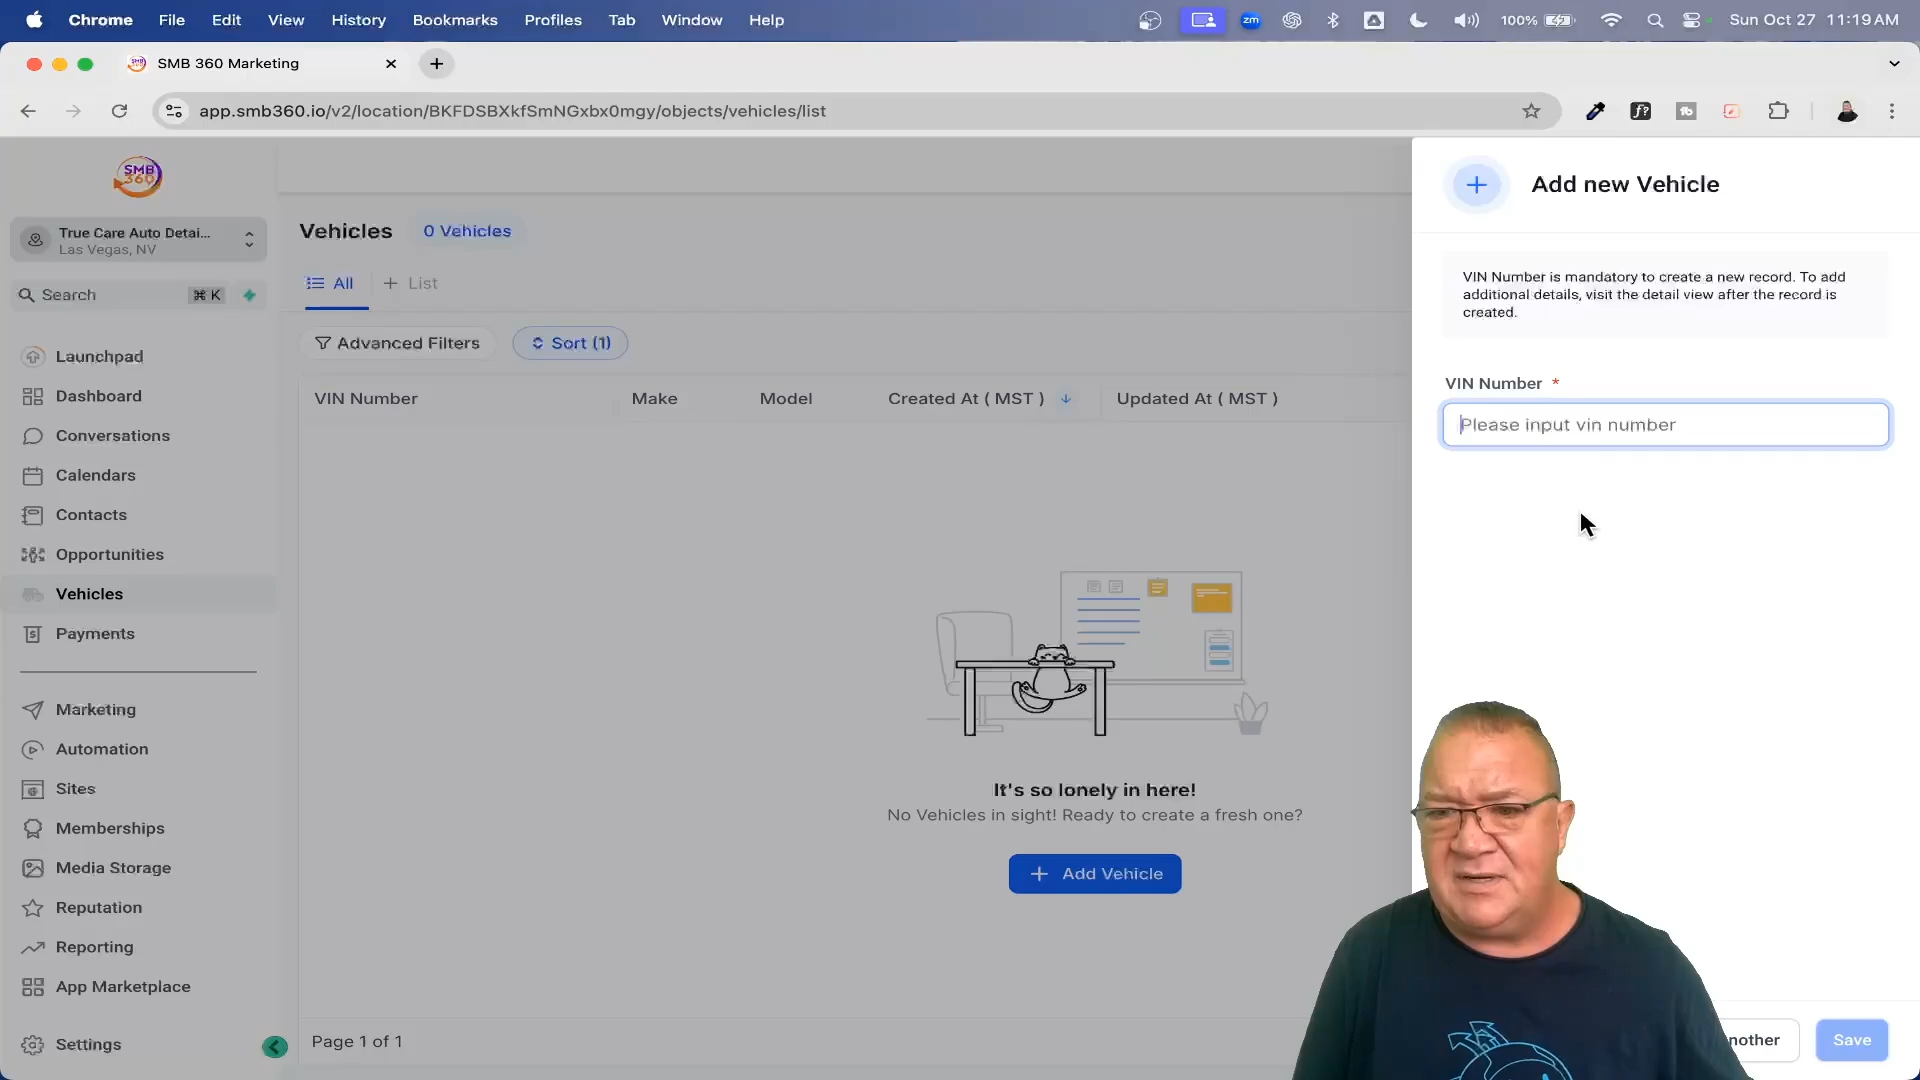 Chrome File Edit View History Bookmarks Profiles Tab Window Help zm 100% Sun Oct 27 11:19 AM
SMB 360 Marketing
app.smb360.io/v2/location/BKFDSBXkfSmNGxbx0mgy/objects/vehicles/list
SMB
360
True Care Auto Detai...
Las Vegas, NV
Search ⌘ K
Launchpad
Dashboard
Conversations
Calendars
Contacts
Opportunities
Vehicles
Payments
Marketing
Automation
Sites
Memberships
Media Storage
Reputation
Reporting
App Marketplace
Settings
Vehicles 0 Vehicles
All + List
Advanced Filters Sort (1)
VIN Number Make Model Created At ( MST ) Updated At ( MST )
It's so lonely in here!
No Vehicles in sight! Ready to create a fresh one?
+ Add Vehicle
Page 1 of 1
Add new Vehicle
VIN Number is mandatory to create a new record. To add
additional details, visit the detail view after the record is
created.
VIN Number *
Please input vin number
nother Save